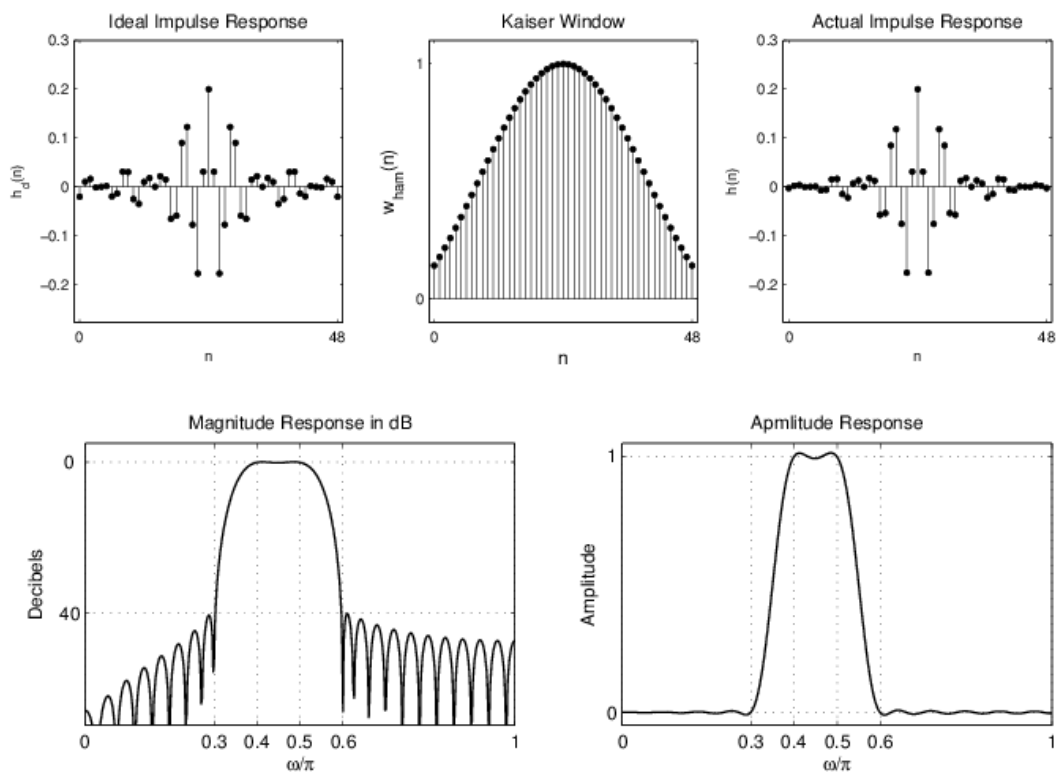 Ideal Impulse Response
0.3
0.2
0.1
0
−0.1
−0.2
h_d(n)
0
48
n
Kaiser Window
1
0
w_ham(n)
0
48
n
Actual Impulse Response
0.3
0.2
0.1
0
−0.1
−0.2
h(n)
0
48
n
Magnitude Response in dB
0
40
Decibels
0
0.3
0.4
0.5
0.6
1
ω/π
Apmlitude Response
1
0
Amplitude
0
0.3
0.4
0.5
0.6
1
ω/π